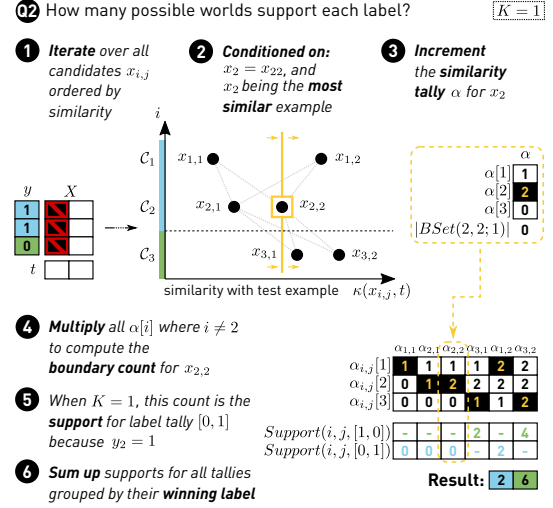 Q2 How many possible worlds support each label? K = 1
1 Iterate over all
candidates x_{i,j}
ordered by
similarity
2 Conditioned on:
x_2 = x_{22}, and
x_2 being the most
similar example
3 Increment
the similarity
tally α for x_2
i
C_1 x_{1,1} x_{1,2}
C_2 x_{2,1} x_{2,2}
C_3 x_{3,1} x_{3,2}
similarity with test example κ(x_{i,j}, t)
y X
1
1
0
t
α
α[1] 1
α[2] 2
α[3] 0
|BSet(2, 2; 1)| 0
4 Multiply all α[i] where i ≠ 2
to compute the
boundary count for x_{2,2}
5 When K = 1, this count is the
support for label tally [0, 1]
because y_2 = 1
6 Sum up supports for all tallies
grouped by their winning label
α_{1,1} α_{2,1} α_{2,2} α_{3,1} α_{1,2} α_{3,2}
α_{i,j}[1] 1 1 1 1 2 2
α_{i,j}[2] 0 1 2 2 2 2
α_{i,j}[3] 0 0 0 1 1 2
Support(i, j, [1, 0]) - - - 2 - 4
Support(i, j, [0, 1]) 0 0 0 - 2 -
Result: 2 6